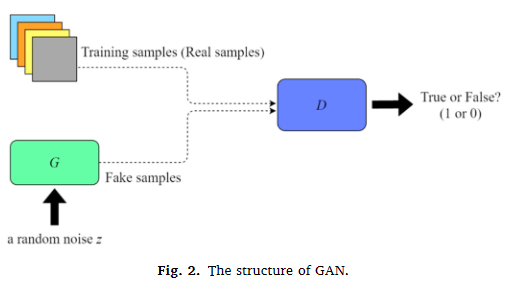 Training samples (Real samples)
D
True or False?
(1 or 0)
G
Fake samples
a random noise z
Fig. 2. The structure of GAN.